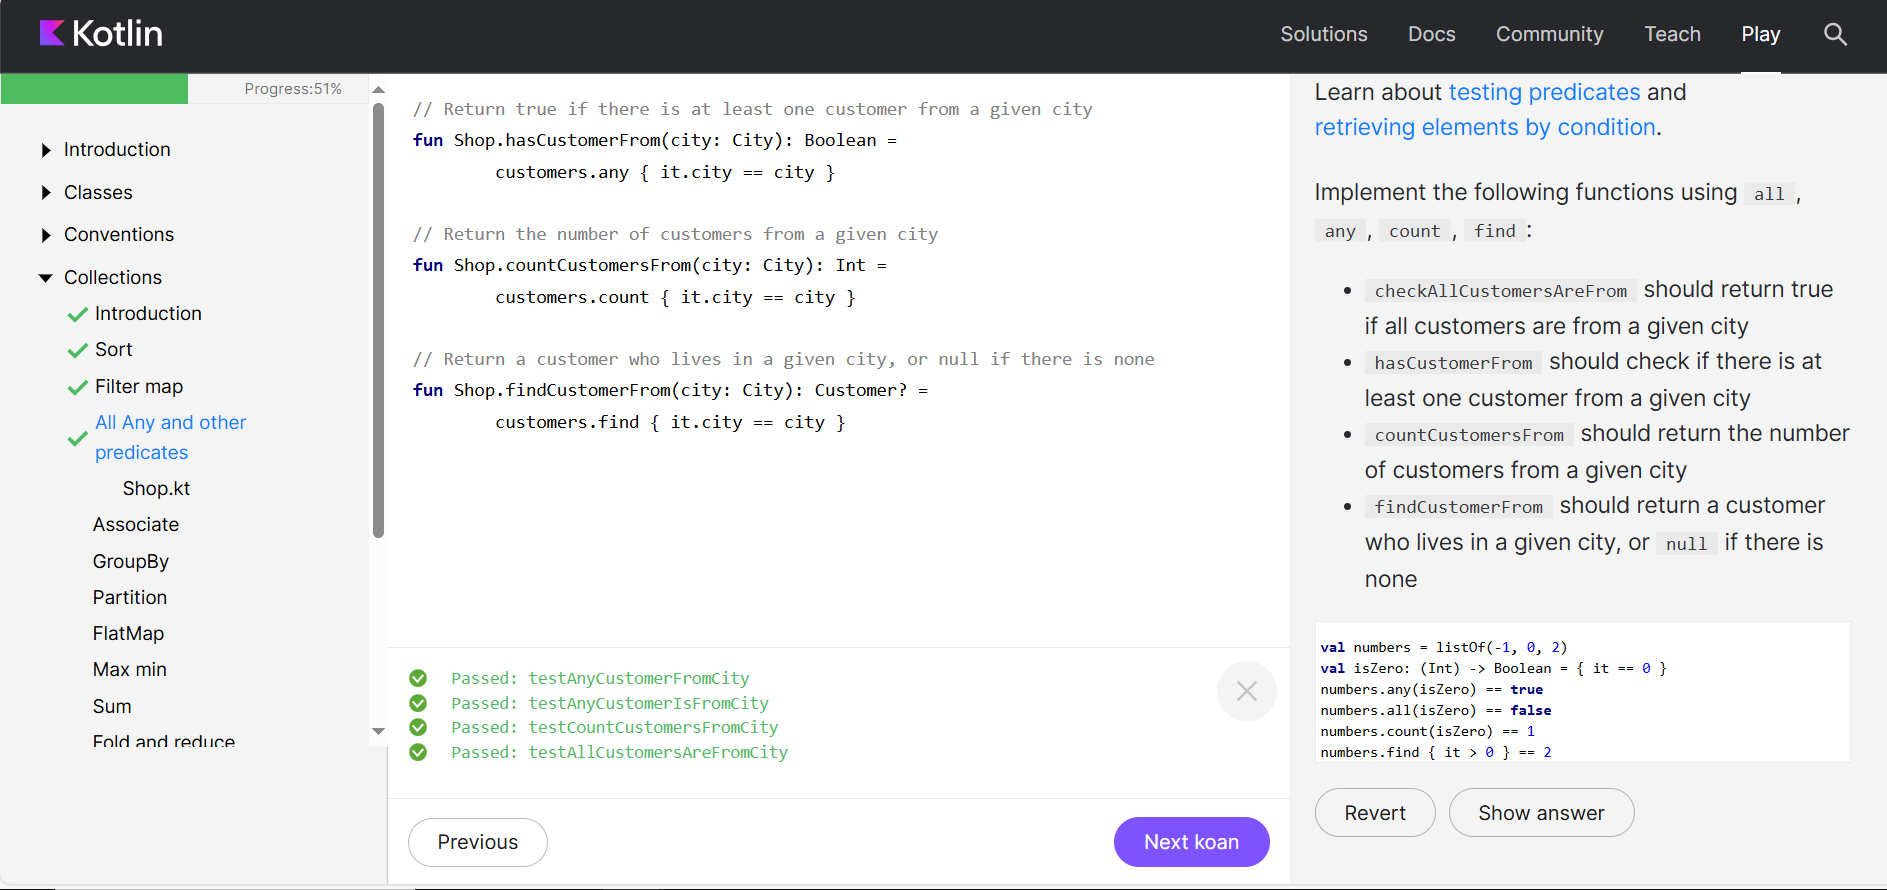 Kotlin
Solutions
Docs
Community
Teach
Play
Progress:51%
Introduction
Classes
Conventions
Collections
Introduction
Sort
Filter map
All Any and other
predicates
Shop.kt
Associate
GroupBy
Partition
FlatMap
Max min
Sum
Fold and reduce
// Return true if there is at least one customer from a given city
fun Shop.hasCustomerFrom(city: City): Boolean =
        customers.any { it.city == city }
// Return the number of customers from a given city
fun Shop.countCustomersFrom(city: City): Int =
        customers.count { it.city == city }
// Return a customer who lives in a given city, or null if there is none
fun Shop.findCustomerFrom(city: City): Customer? =
        customers.find { it.city == city }
Passed: testAnyCustomerFromCity
Passed: testAnyCustomerIsFromCity
Passed: testCountCustomersFromCity
Passed: testAllCustomersAreFromCity
Previous
Next koan
Learn about testing predicates and
retrieving elements by condition.
Implement the following functions using all,
any, count, find:
• checkAllCustomersAreFrom should return true
if all customers are from a given city
• hasCustomerFrom should check if there is at
least one customer from a given city
• countCustomersFrom should return the number
of customers from a given city
• findCustomerFrom should return a customer
who lives in a given city, or null if there is
none
val numbers = listOf(-1, 0, 2)
val isZero: (Int) -> Boolean = { it == 0 }
numbers.any(isZero) == true
numbers.all(isZero) == false
numbers.count(isZero) == 1
numbers.find { it > 0 } == 2
Revert
Show answer